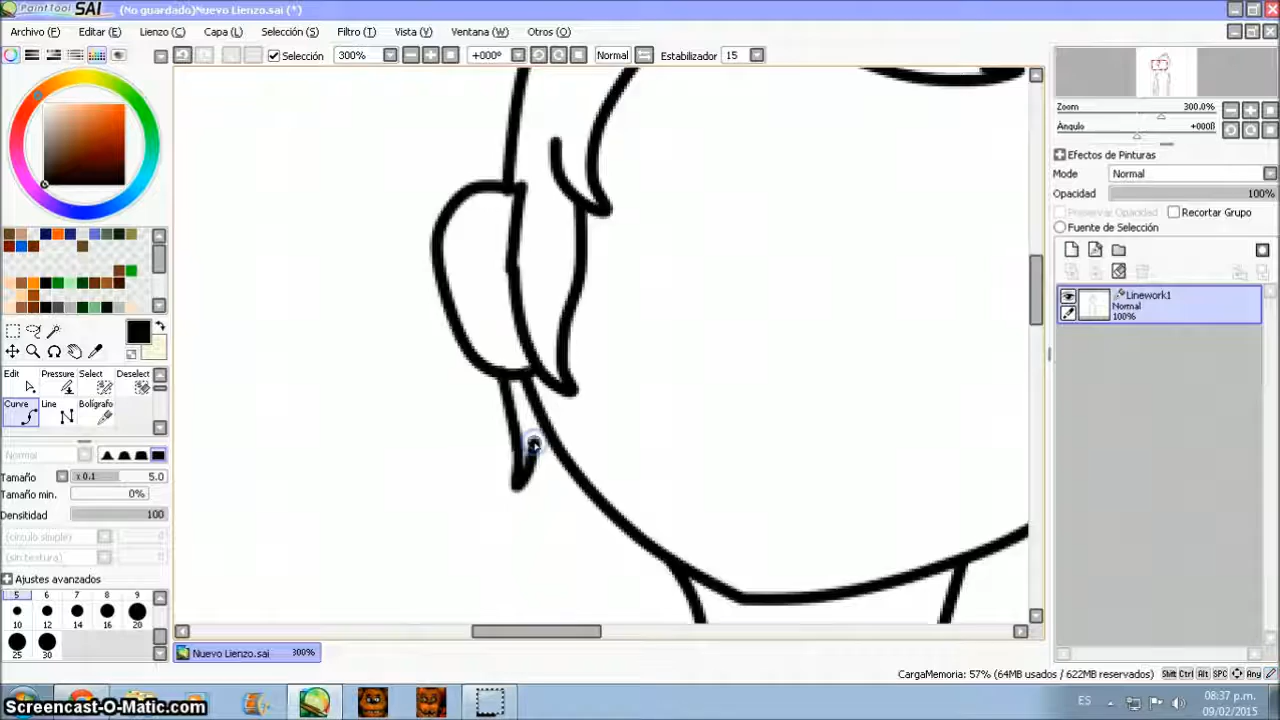 PaintTool SAI (No guardado)Nuevo Lienzo.sai (*)
Archivo (F) Editar (E) Lienzo (C) Capa (L) Selección (S) Filtro (T) Vista (V) Ventana (W) Otros (O)
Selección 300% +000° Normal Estabilizador 15
Zoom 300.0%
Ángulo +000ß
Efectos de Pinturas
Mode Normal
Opacidad 100%
Preservar Opacidad Recortar Grupo
Fuente de Selección
Linework1
Normal
100%
Edit Pressure Select Deselect
Curve Line Bolígrafo
Normal
Tamaño x 0.1 5.0
Tamaño min. 0%
Densidad 100
(círculo simple)
(sin textura)
Ajustes avanzados
5 6 7 8 9
10 12 14 16 20
25 30
Nuevo Lienzo.sai 300%
CargaMemoria: 57% (64MB usados / 622MB reservados) Shift Ctrl Alt SPC Any
ES 08:37 p.m.
09/02/2015
Screencast-O-Matic.com